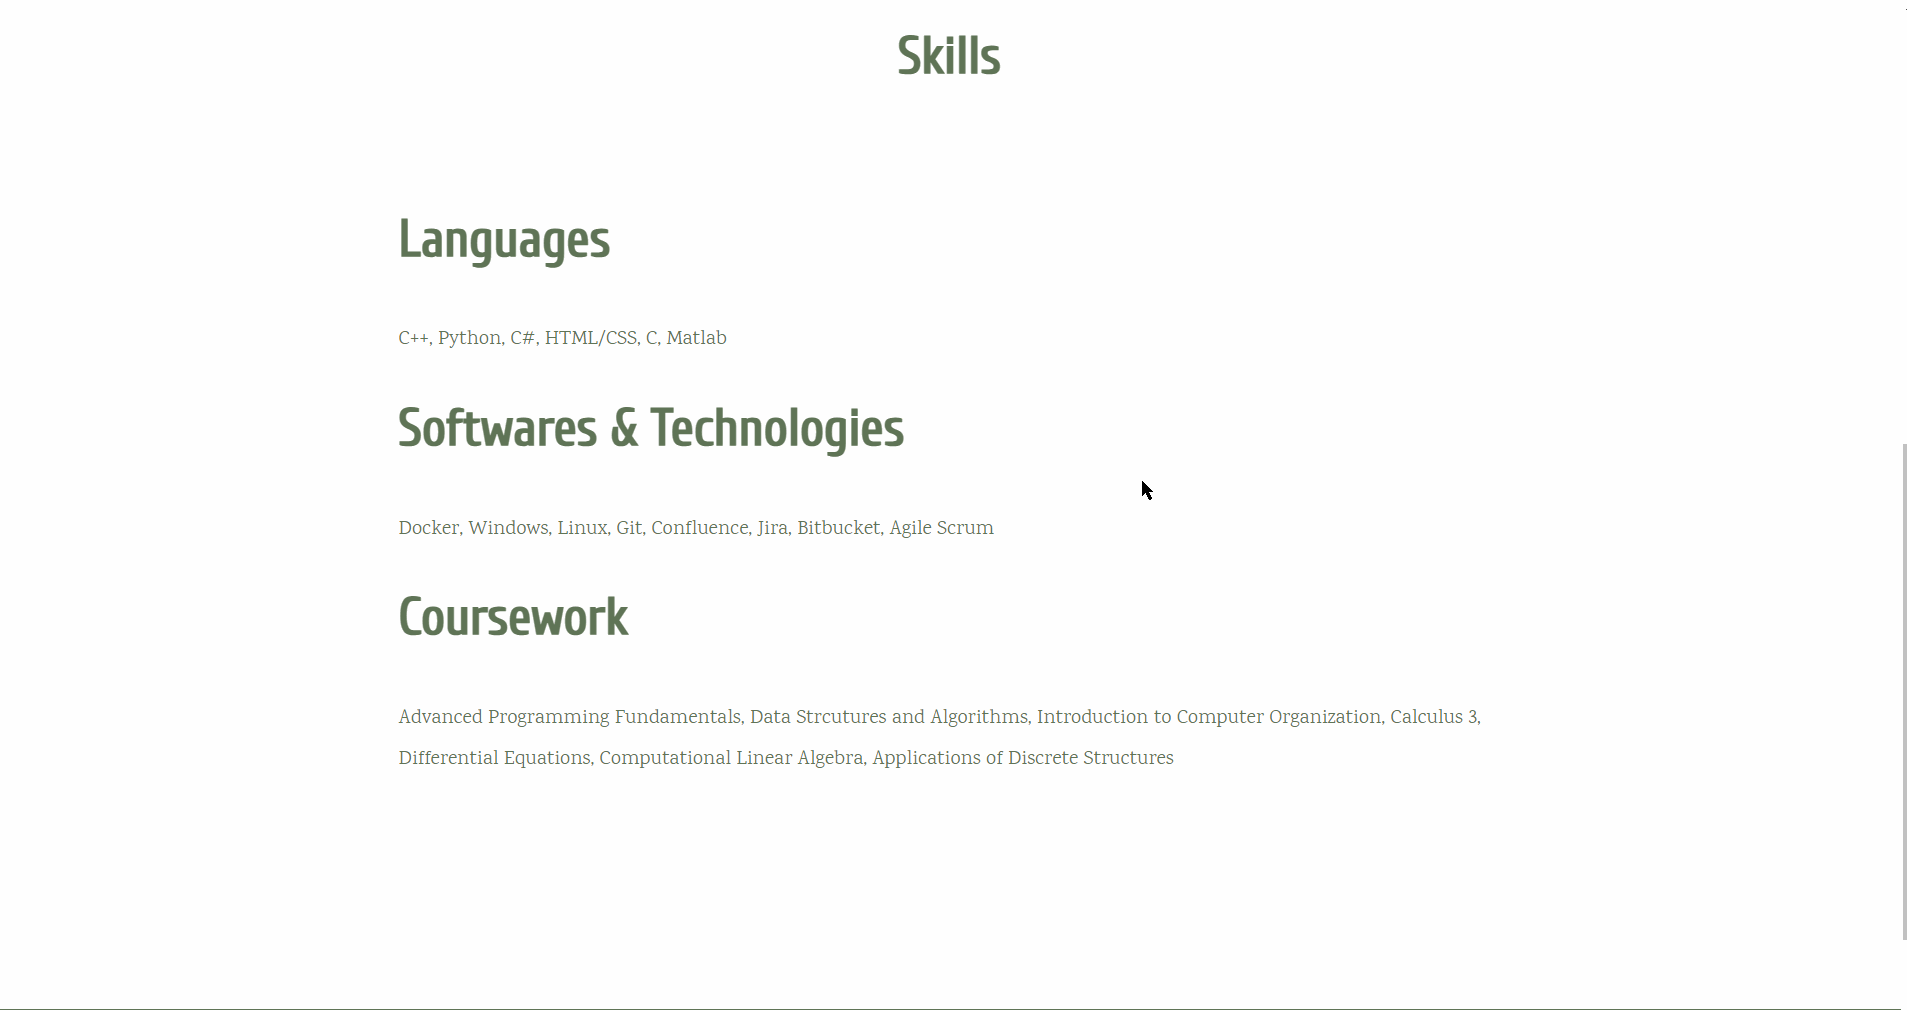 Skills
Languages
C++, Python, C#, HTML/CSS, C, Matlab
Softwares & Technologies
Docker, Windows, Linux, Git, Confluence, Jira, Bitbucket, Agile Scrum
Coursework
Advanced Programming Fundamentals, Data Strcutures and Algorithms, Introduction to Computer Organization, Calculus 3,
Differential Equations, Computational Linear Algebra, Applications of Discrete Structures